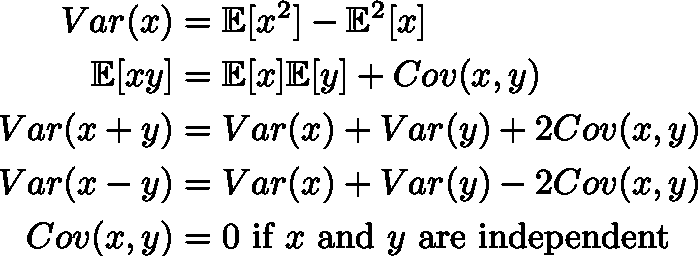 Var(x) = 𝔼[x²] − 𝔼²[x]
𝔼[xy] = 𝔼[x]𝔼[y] + Cov(x, y)
Var(x + y) = Var(x) + Var(y) + 2Cov(x, y)
Var(x − y) = Var(x) + Var(y) − 2Cov(x, y)
Cov(x, y) = 0 if x and y are independent